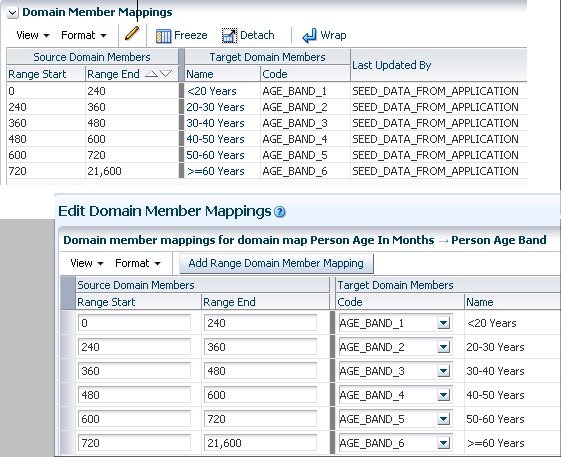 Domain Member Mappings
View Format Freeze Detach Wrap
Source Domain Members Target Domain Members Last Updated By
Range Start Range End Name Code
0 240 <20 Years AGE_BAND_1 SEED_DATA_FROM_APPLICATION
240 360 20-30 Years AGE_BAND_2 SEED_DATA_FROM_APPLICATION
360 480 30-40 Years AGE_BAND_3 SEED_DATA_FROM_APPLICATION
480 600 40-50 Years AGE_BAND_4 SEED_DATA_FROM_APPLICATION
600 720 50-60 Years AGE_BAND_5 SEED_DATA_FROM_APPLICATION
720 21,600 >=60 Years AGE_BAND_6 SEED_DATA_FROM_APPLICATION
Edit Domain Member Mappings ?
Domain member mappings for domain map Person Age In Months → Person Age Band
View Format Add Range Domain Member Mapping
Source Domain Members Target Domain Members
Range Start Range End Code Name
0 240 AGE_BAND_1 <20 Years
240 360 AGE_BAND_2 20-30 Years
360 480 AGE_BAND_3 30-40 Years
480 600 AGE_BAND_4 40-50 Years
600 720 AGE_BAND_5 50-60 Years
720 21,600 AGE_BAND_6 >=60 Years